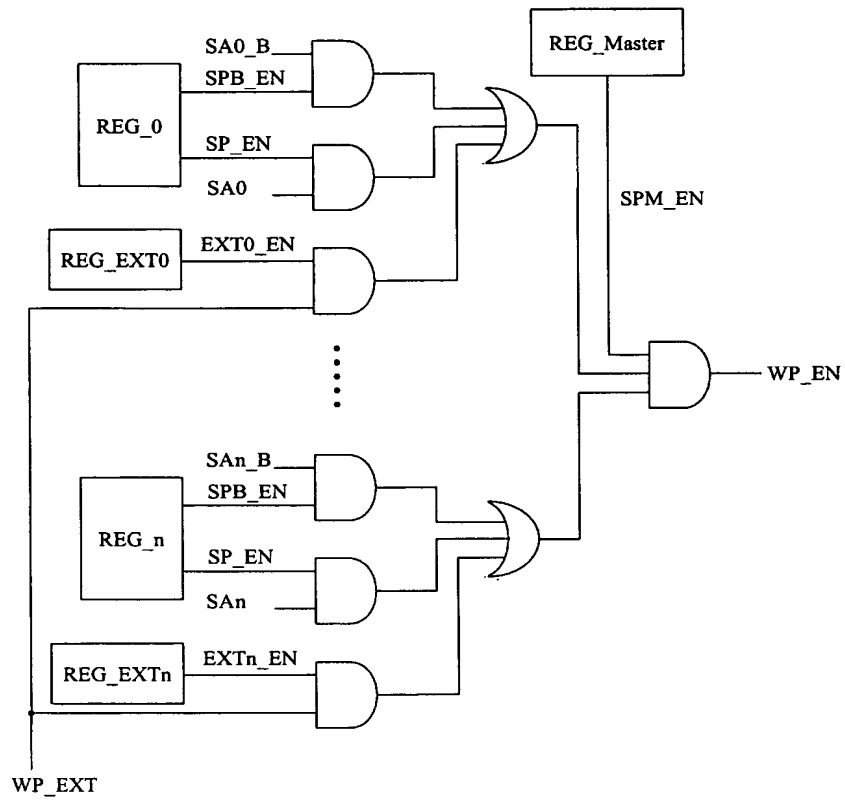 REG_Master
SA0_B
SPB_EN
REG_0
SP_EN
SA0
SPM_EN
EXT0_EN
REG_EXT0
WP_EN
SAn_B
SPB_EN
REG_n
SP_EN
SAn
EXTn_EN
REG_EXTn
WP_EXT